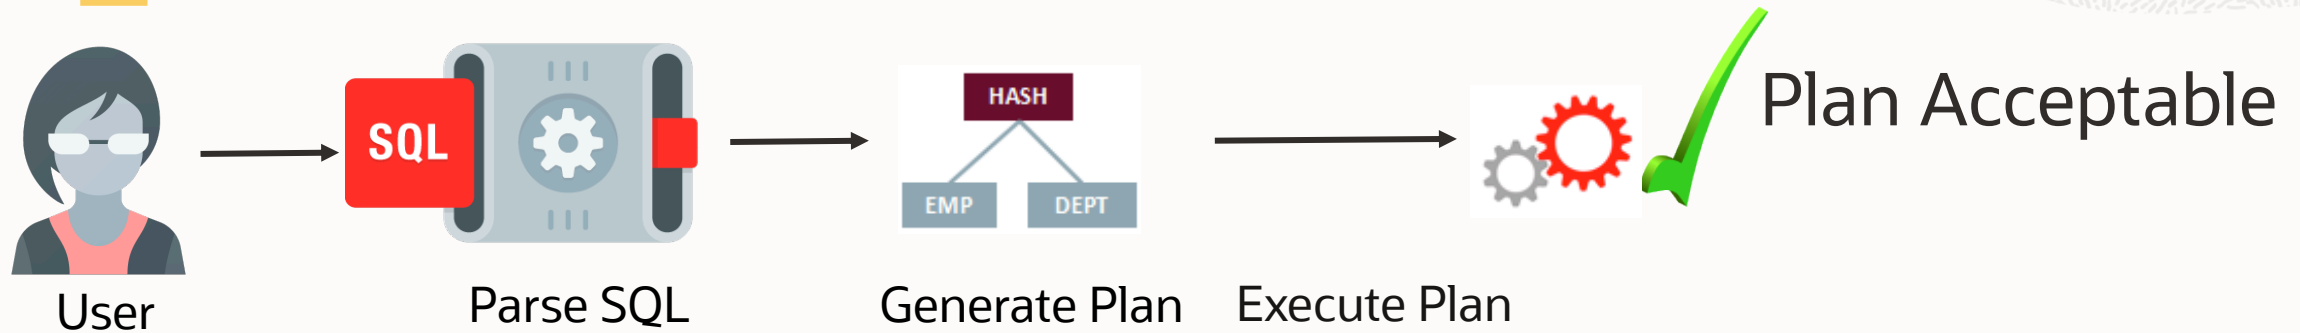 SQL
HASH
EMP DEPT
Plan Acceptable
User
Parse SQL
Generate Plan
Execute Plan